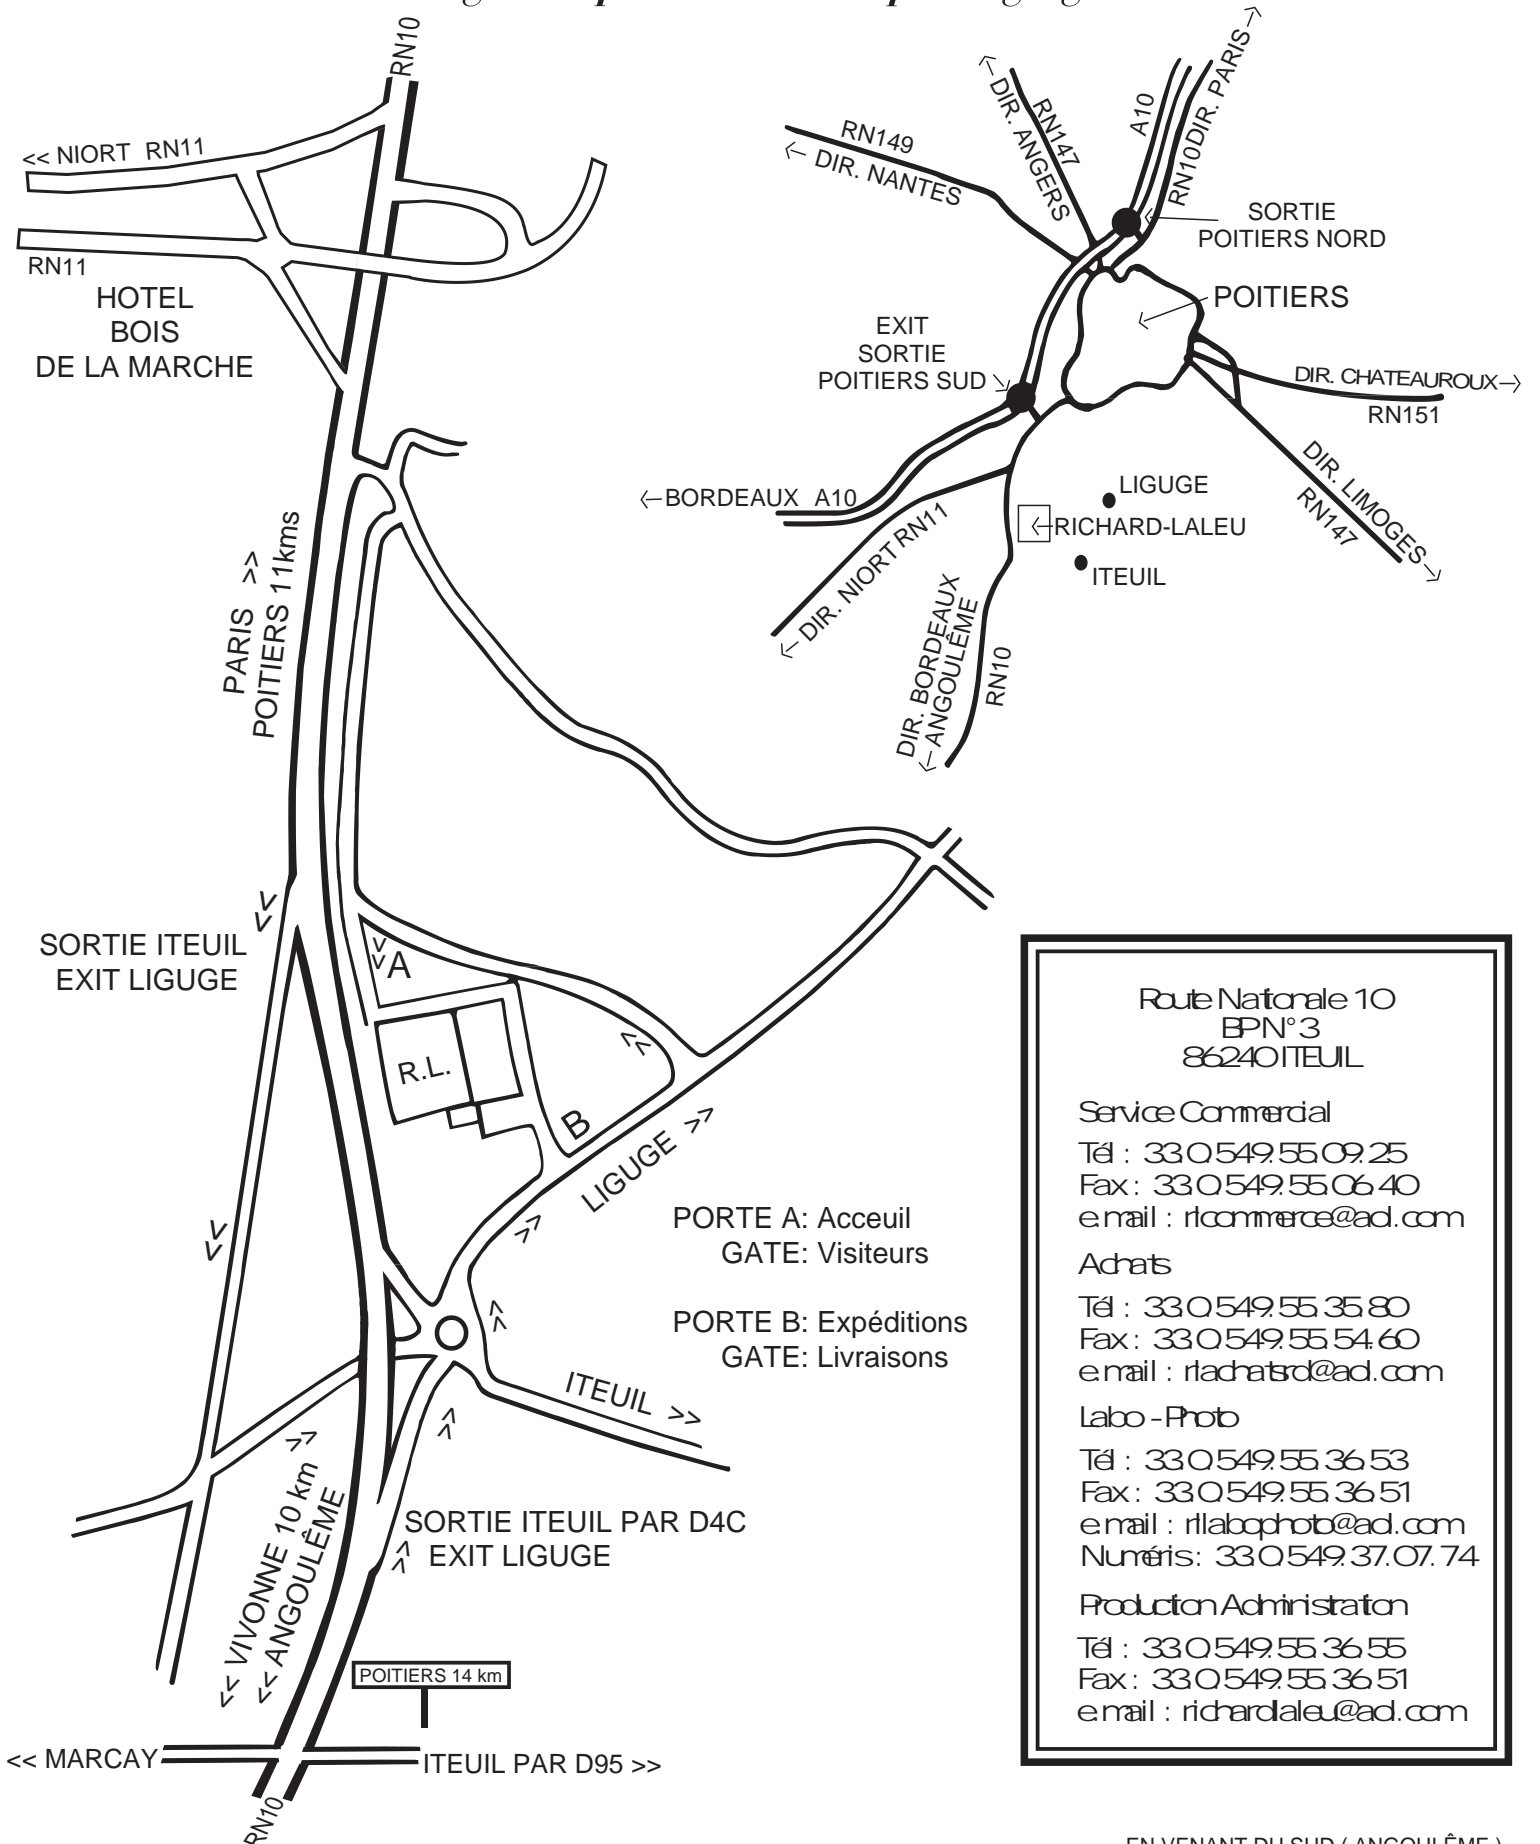 RN10
<< NIORT RN11
RN11
HOTEL
BOIS
DE LA MARCHE
PARIS >>
POITIERS 11kms
SORTIE ITEUIL
EXIT LIGUGE
A
R.L.
B
LIGUGE >>
PORTE A: Acceuil
GATE: Visiteurs
PORTE B: Expéditions
GATE: Livraisons
ITEUIL >>
SORTIE ITEUIL PAR D4C
EXIT LIGUGE
<< VIVONNE 10 km
<< ANGOULÊME
POITIERS 14 km
<< MARCAY
ITEUIL PAR D95 >>
RN10
RN149
DIR. NANTES
RN147
DIR. ANGERS
A10
RN10
DIR. PARIS
SORTIE
POITIERS NORD
POITIERS
EXIT
SORTIE
POITIERS SUD
DIR. CHATEAUROUX
RN151
DIR. LIMOGES
RN147
BORDEAUX A10
LIGUGE
RICHARD-LALEU
ITEUIL
DIR. NIORT RN11
DIR. BORDEAUX
ANGOULÊME
RN10
Route Nationale 10
BP N° 3
86240 ITEUIL
Service Commercial
Tél : 33.0.549.55.09.25
Fax : 33.0.549.55.06.40
e.mail : rlcommerce@aol.com
Achats
Tél : 33.0.549.55.35.80
Fax : 33.0.549.55.54.60
e.mail : rlachatsrd@aol.com
Labo - Photo
Tél : 33.0.549.55.36.53
Fax : 33.0.549.55.36.51
e.mail : rllabophoto@aol.com
Numéris : 33.0.549.37.07.74
Production Administration
Tél : 33.0.549.55.36.55
Fax : 33.0.549.55.36.51
e.mail : richardlaleu@aol.com
EN VENANT DU SUD ( ANGOULÊME )